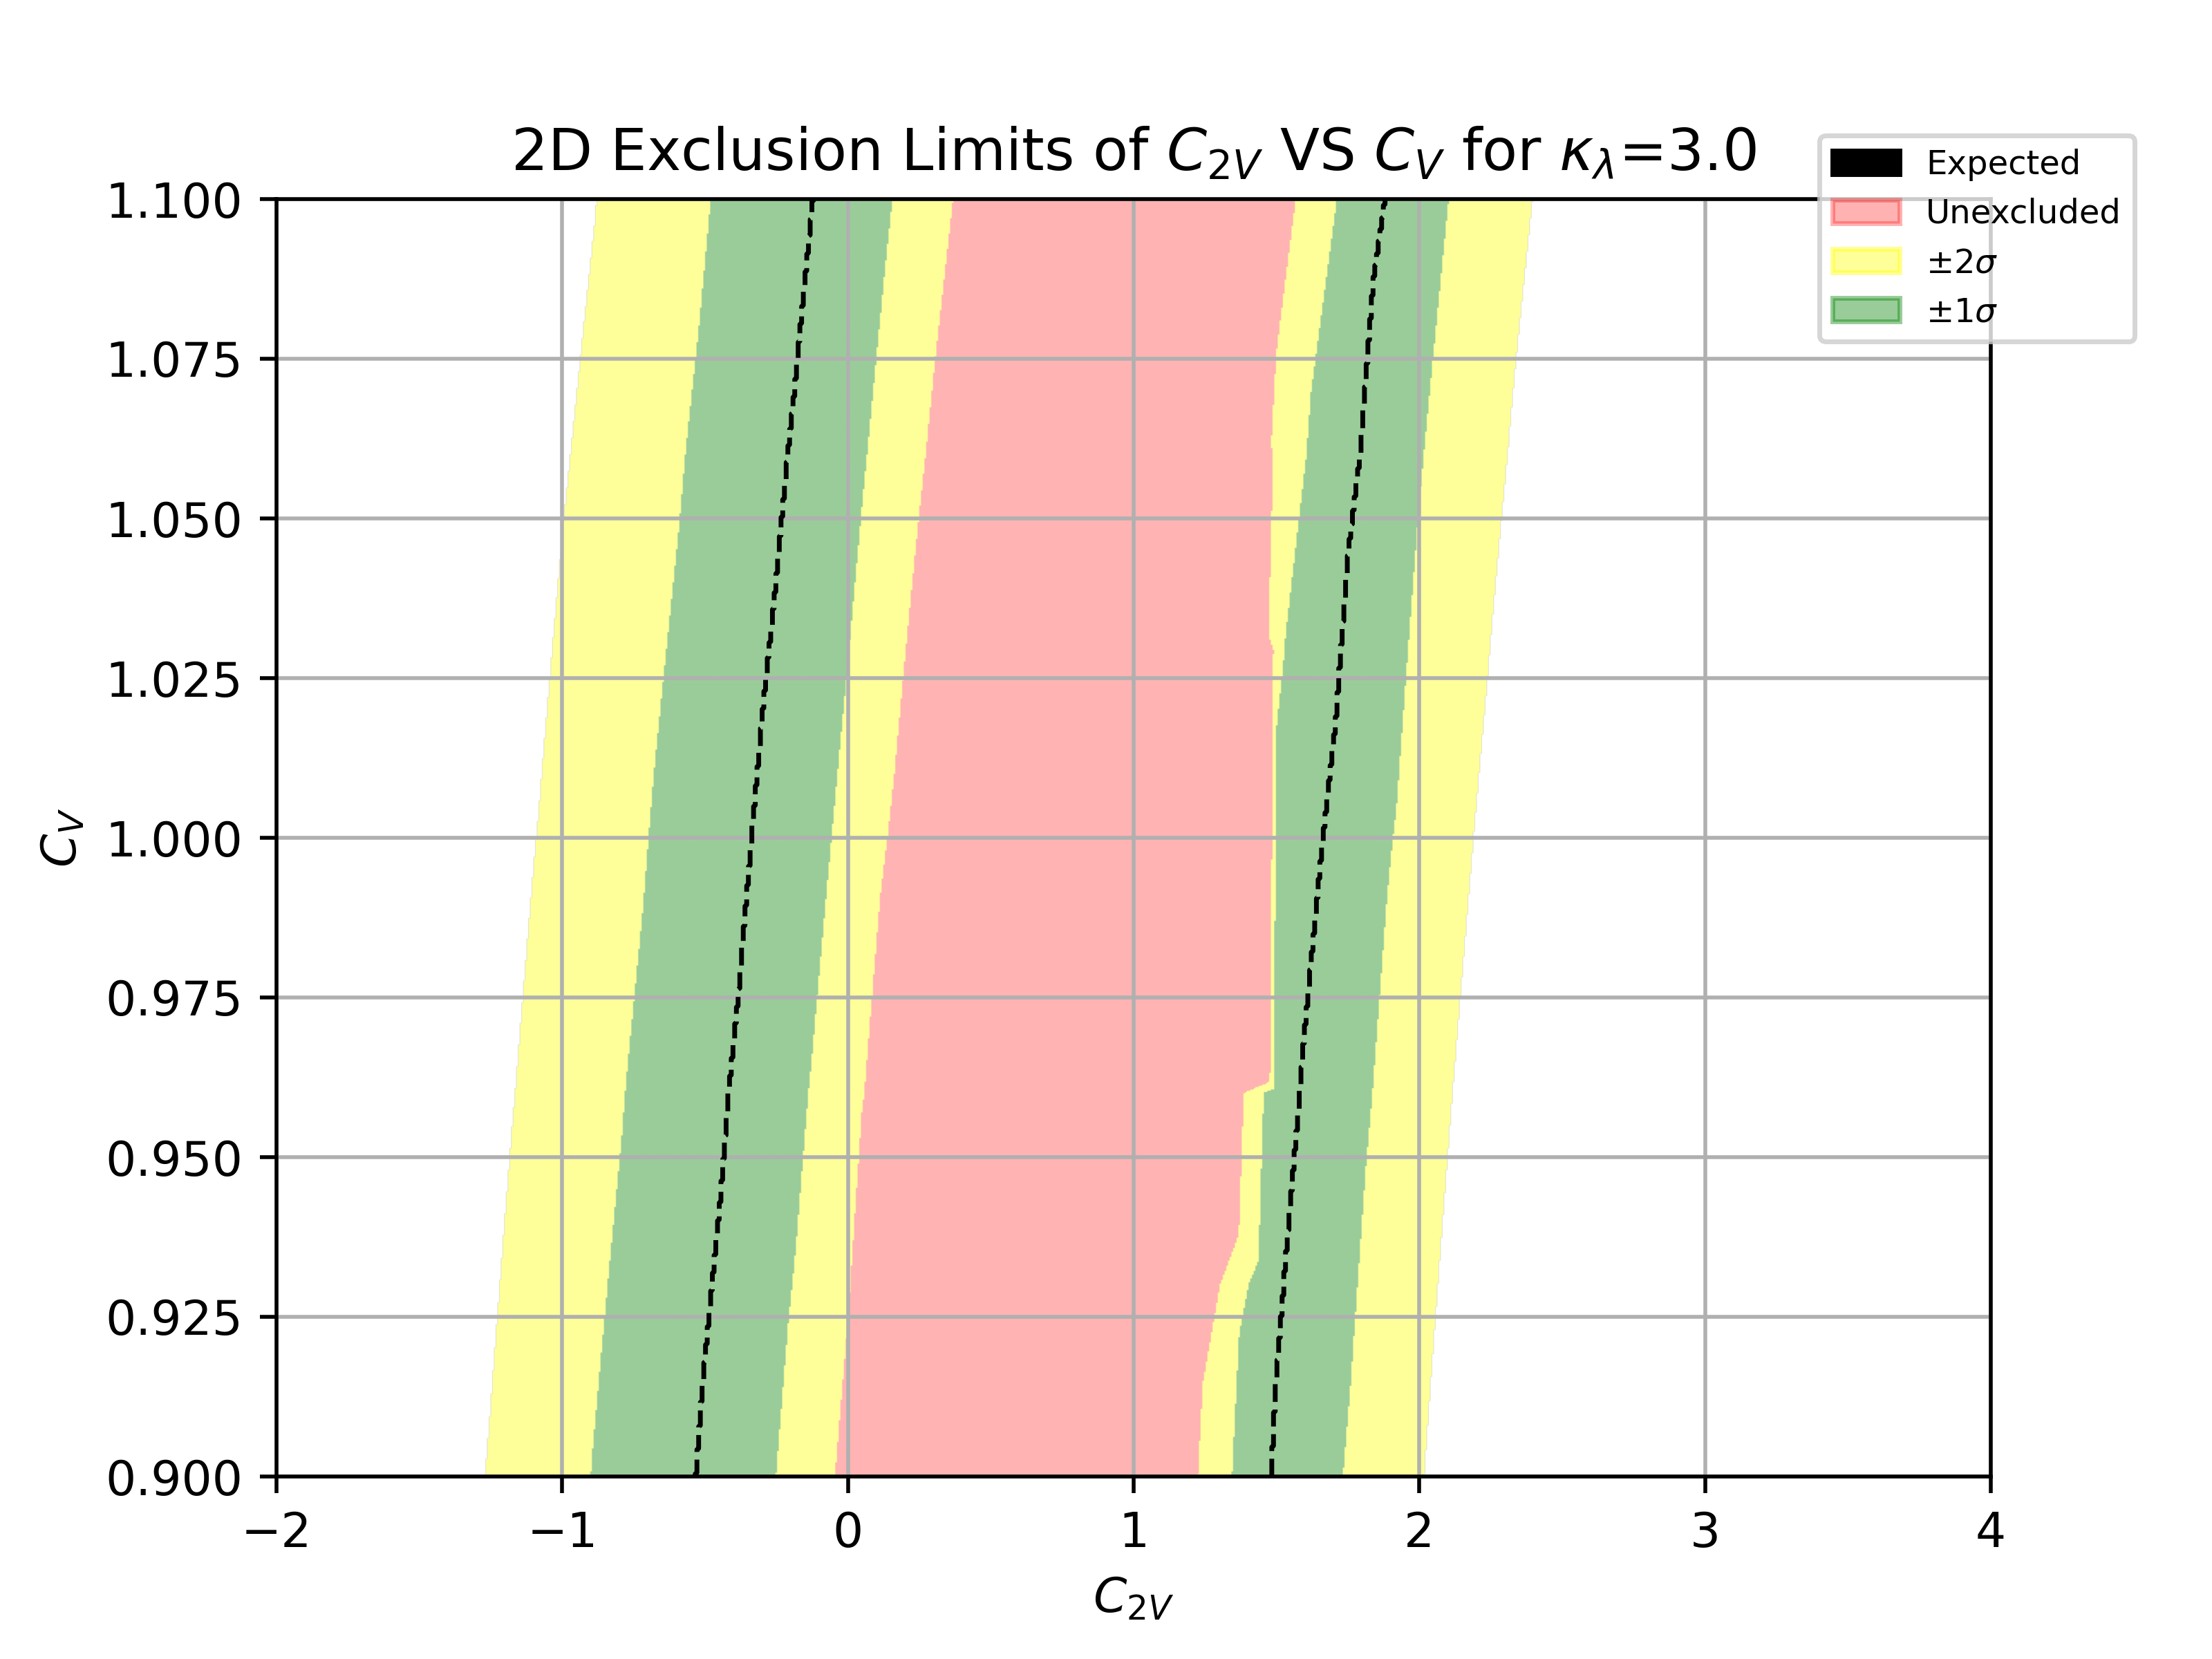 2D Exclusion Limits of C₂V VS CV for κλ=3.0
Expected
Unexcluded
±2σ
±1σ
1.100
1.075
1.050
1.025
1.000
0.975
0.950
0.925
0.900
CV
−2 −1 0 1 2 3 4
C₂V